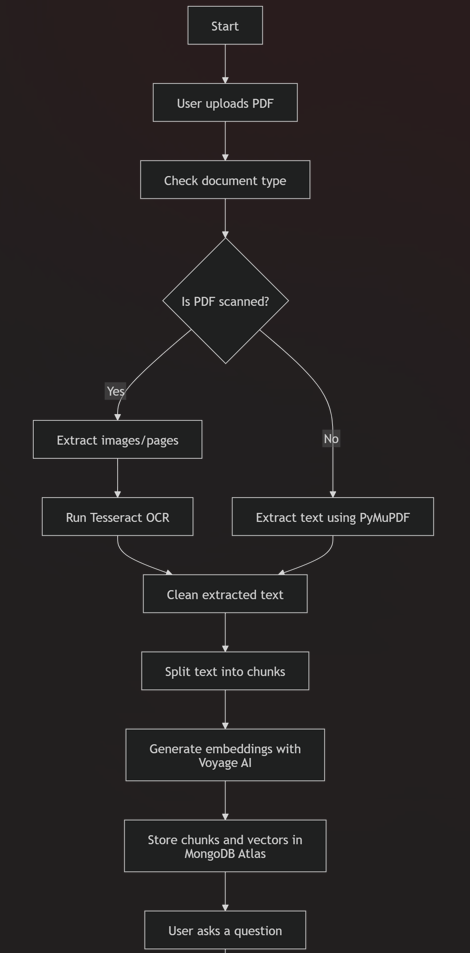 Start
User uploads PDF
Check document type
Is PDF scanned?
Yes
No
Extract images/pages
Run Tesseract OCR
Extract text using PyMuPDF
Clean extracted text
Split text into chunks
Generate embeddings with
Voyage AI
Store chunks and vectors in
MongoDB Atlas
User asks a question